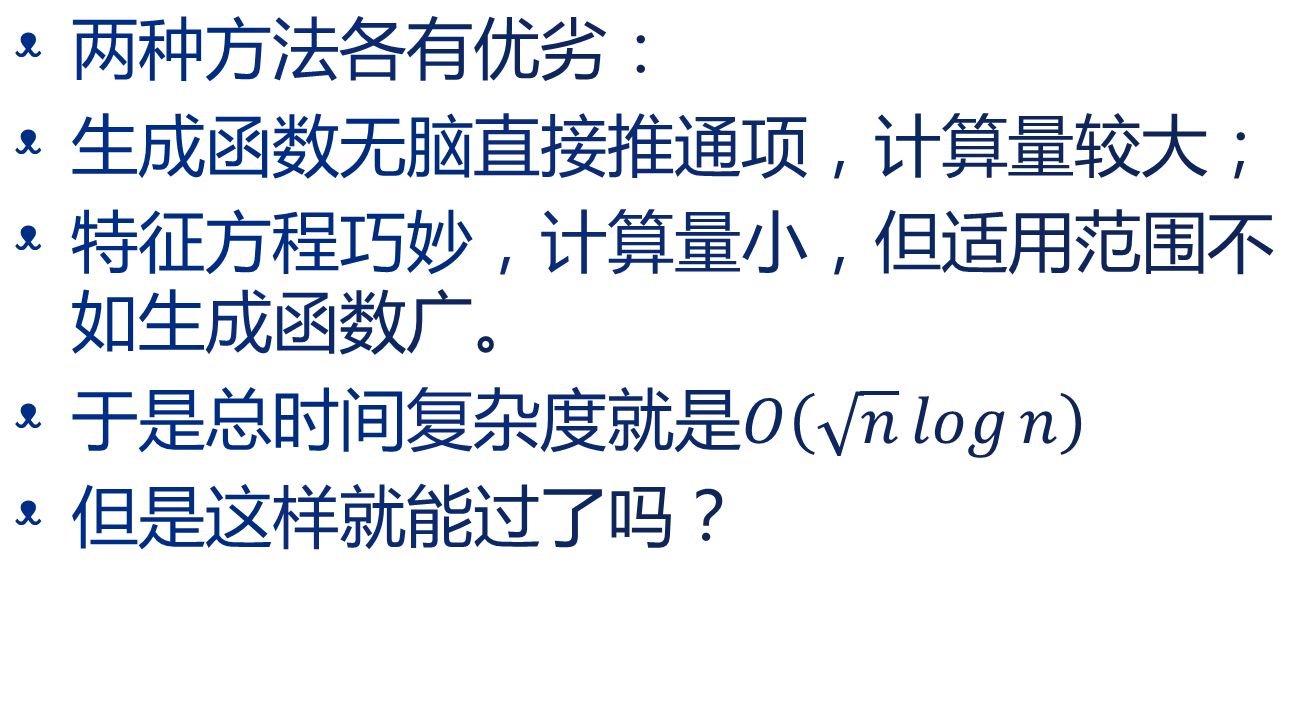 两种方法各有优劣：
生成函数无脑直接推通项，计算量较大；
特征方程巧妙，计算量小，但适用范围不
如生成函数广。
于是总时间复杂度就是O(√n log n)
但是这样就能过了吗？